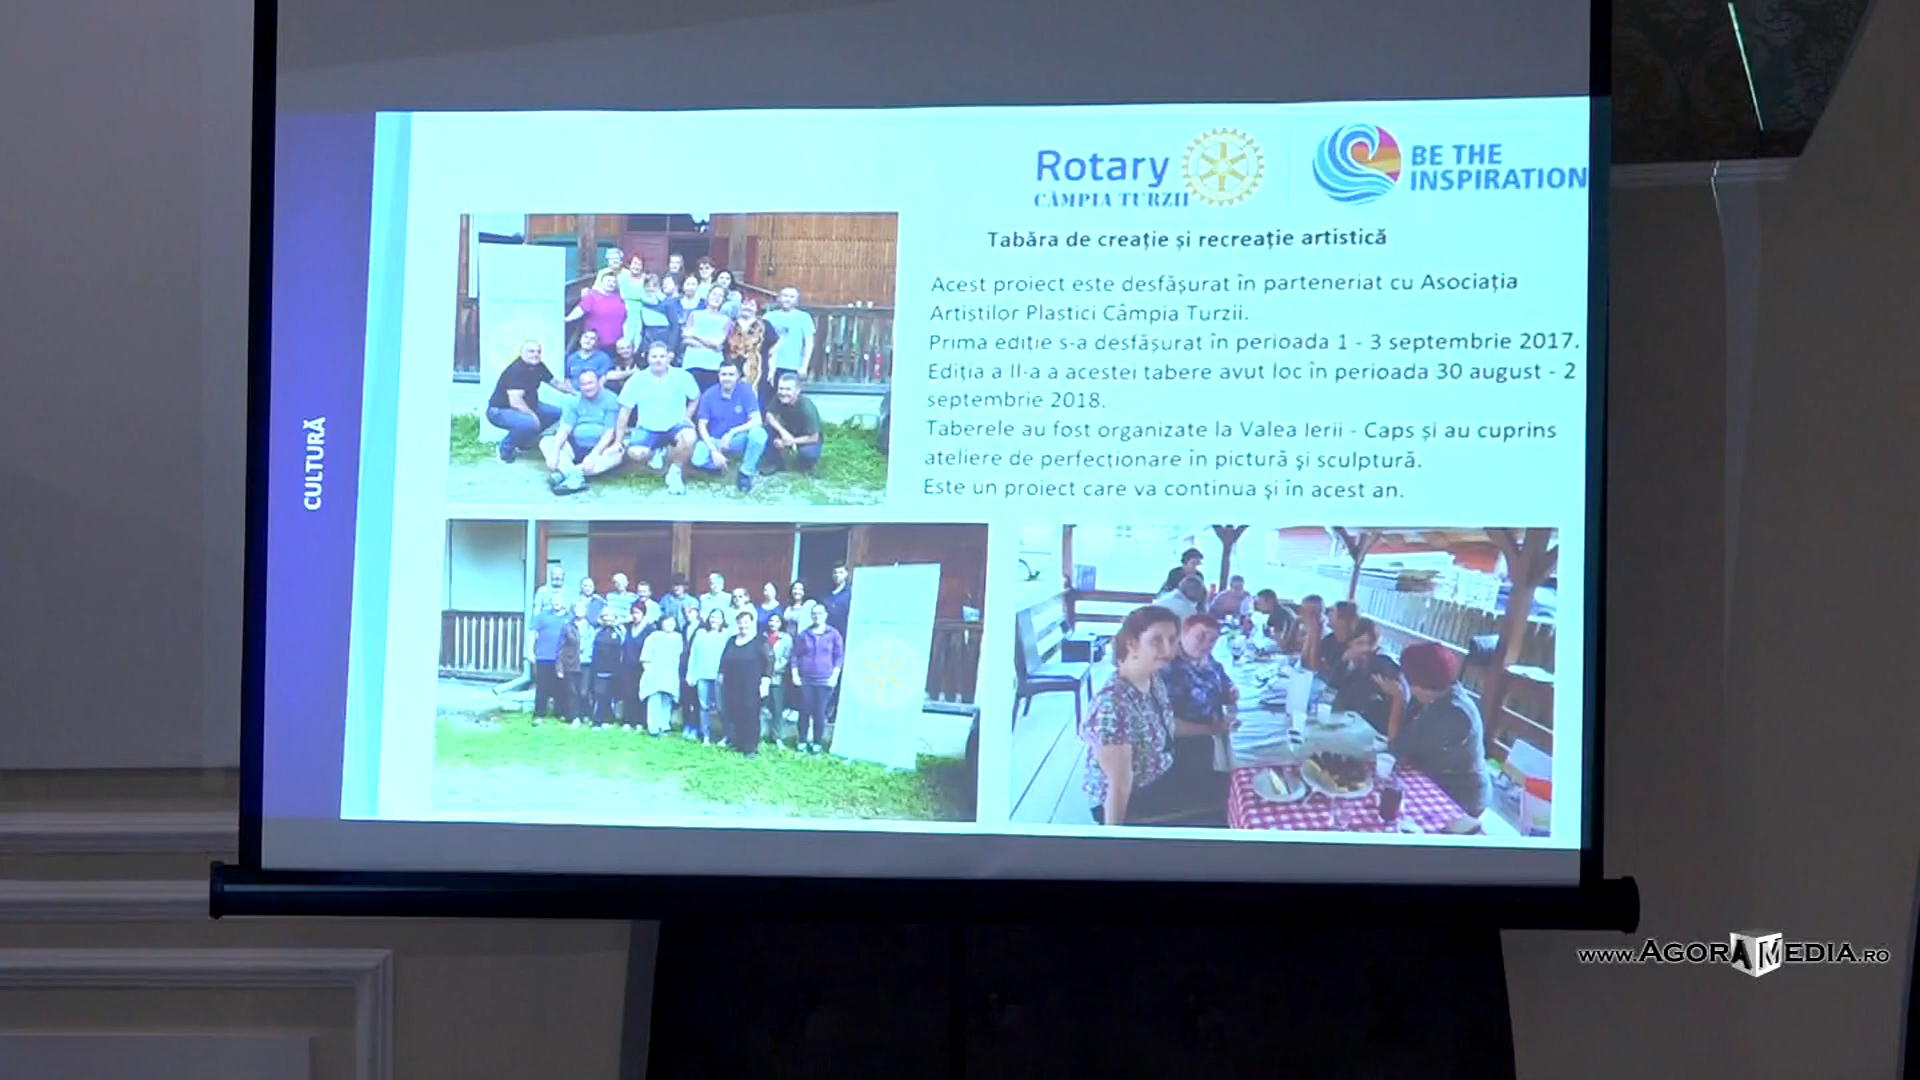 Rotary
CÂMPIA TURZII
BE THE
INSPIRATION
Tabăra de creație și recreație artistică
Acest proiect este desfășurat în parteneriat cu Asociația
Artiștilor Plastici Câmpia Turzii.
Prima ediție s-a desfășurat în perioada 1 - 3 septembrie 2017.
Ediția a II-a a acestei tabere avut loc în perioada 30 august - 2
septembrie 2018.
Taberele au fost organizate la Valea Ierii - Caps și au cuprins
ateliere de perfecționare în pictură și sculptură.
Este un proiect care va continua și în acest an.
CULTURĂ
www.AGORAMEDIA.RO